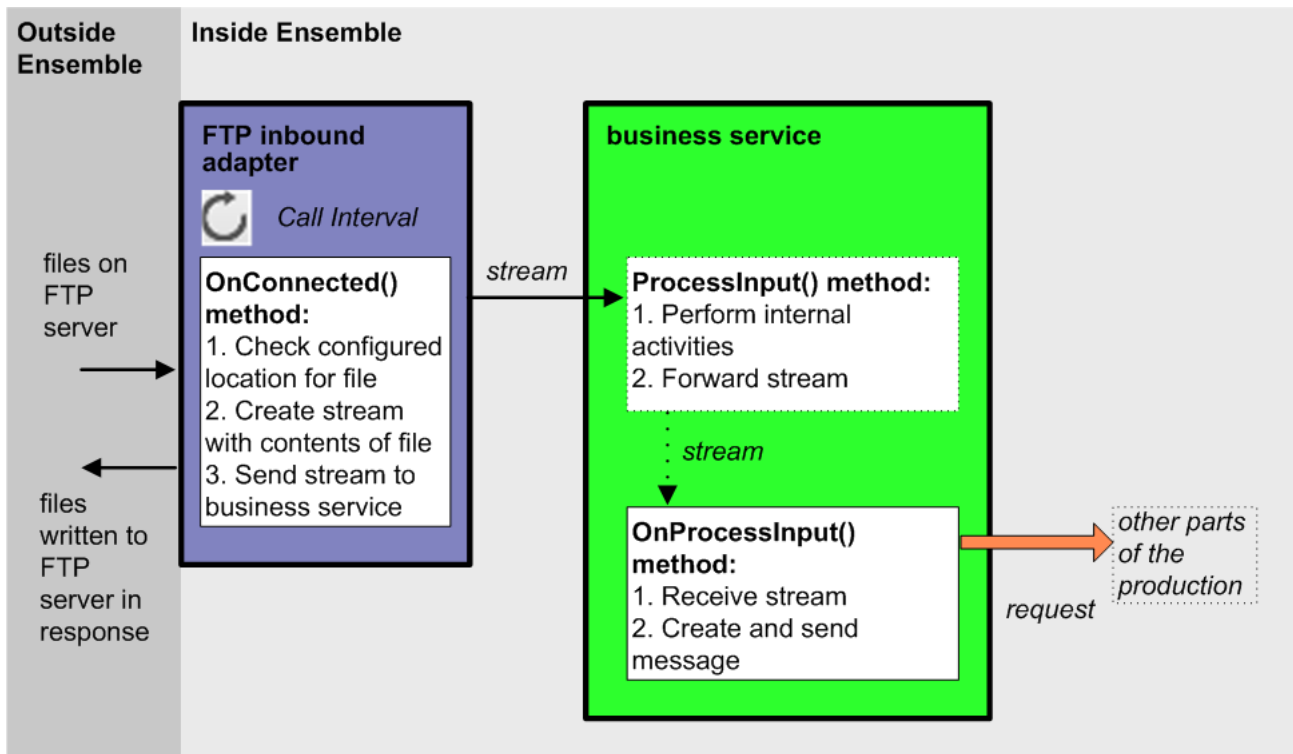 Outside
Ensemble
Inside Ensemble
FTP inbound
adapter
Call Interval
files on
FTP
server
OnConnected()
method:
1. Check configured
location for file
2. Create stream
with contents of file
3. Send stream to
business service
files
written to
FTP
server in
response
stream
business service
ProcessInput() method:
1. Perform internal
activities
2. Forward stream
stream
OnProcessInput()
method:
1. Receive stream
2. Create and send
message
request
other parts
of the
production